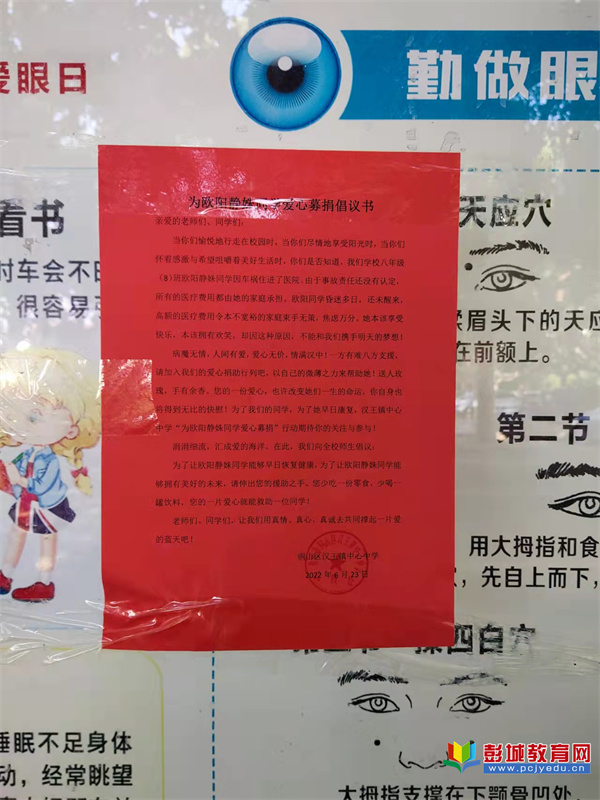 爱眼日
勤做眼
看书
时车会不
很容易
天应穴
揉眉头下的天应
在前额上。
第二节
用大拇指和食
先自上而下,
揉四白穴
大拇指支撑在下颚骨凹处
睡眠不足身体
动，经常眺望
为欧阳静姝同学爱心募捐倡议书
亲爱的老师们、同学们：
当你们愉悦地行走在校园时，当你们尽情地享受阳光时，当你们
怀着感激与希望咀嚼着美好生活时，你们是否知道，我们学校八年级
（8）班欧阳静姝同学因车祸住进了医院。由于事故责任还没有认定，
所有的医疗费用都由她的家庭承担。欧阳同学昏迷多日，还未醒来，
高额的医疗费用令本不宽裕的家庭束手无策，焦虑万分，她本该享受
快乐，本该拥有欢笑，却因这种原因，不能和我们携手明天的梦想！
病魔无情，人间有爱，爱心无价，情满汉中！一方有难八方支援，
请加入我们的爱心捐助行列吧，以自己的微薄之力来帮助她！送人玫
瑰，手有余香。您的一份爱心，也许改变她们一生的命运，你自身也
将得到无比的快慰！为了我们的同学，为了她早日康复，汉王镇中心
中学“为欧阳静姝同学爱心募捐”行动期待你的关注与参与！
涓涓细流，汇成爱的海洋。在此，我们向全校师生倡议：
为了让欧阳静姝同学能够早日恢复健康，为了让欧阳静姝同学能
够拥有美好的未来，请伸出您的援助之手。您少吃一份零食，少喝一
罐饮料，您的一片爱心就能救助一位同学！
老师们、同学们，让我们用真情、真心、真诚去共同撑起一片爱
的蓝天吧！
铜山区汉王镇中心中学
2022 年 6 月 23 日
彭城教育网
www.pcjyedu.cn